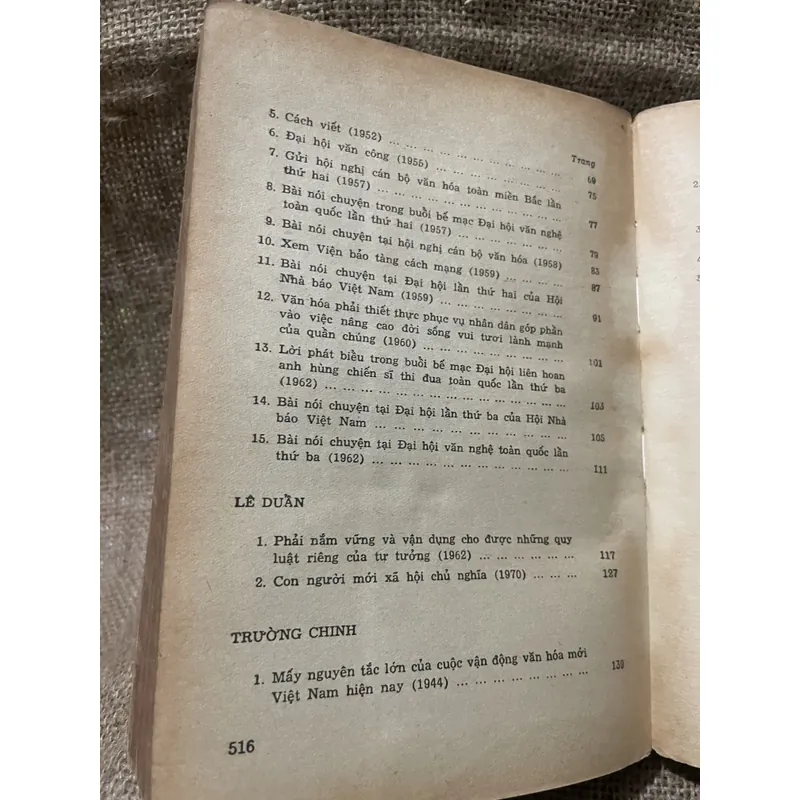 Trang
5. Cách viết (1952) ... ... ... ... ... ... ... ... 69
6. Đại hội văn công (1955) ... ... ... ... ... ... 75
7. Gửi hội nghị cán bộ văn hóa toàn miền Bắc lần
thứ hai (1957) ... ... ... ... ... ... ... ... 77
8. Bài nói chuyện trong buổi bế mạc Đại hội văn nghệ
toàn quốc lần thứ hai (1957) ... ... ... ... ... 79
9. Bài nói chuyện tại hội nghị cán bộ văn hóa (1958) 83
10. Xem Viện bảo tàng cách mạng (1959) ... ... ... 87
11. Bài nói chuyện tại Đại hội lần thứ hai của Hội
Nhà báo Việt Nam (1959) ... ... ... ... ... ... 91
12. Văn hóa phải thiết thực phục vụ nhân dân góp phần
vào việc nâng cao đời sống vui tươi lành mạnh
của quần chúng (1960) ... ... ... ... ... ... ... 101
13. Lời phát biểu trong buổi bế mạc Đại hội liên hoan
anh hùng chiến sĩ thi đua toàn quốc lần thứ ba
(1962) ... ... ... ... ... ... ... ... ... ... 103
14. Bài nói chuyện tại Đại hội lần thứ ba của Hội Nhà
báo Việt Nam ... ... ... ... ... ... ... ... 105
15. Bài nói chuyện tại Đại hội văn nghệ toàn quốc lần
thứ ba (1962) ... ... ... ... ... ... ... ... 111
LÊ DUẨN
1. Phải nắm vững và vận dụng cho được những quy
luật riêng của tư tưởng (1962) ... ... ... ... ... 117
2. Con người mới xã hội chủ nghĩa (1970) ... ... ... 127
TRƯỜNG CHINH
1. Mấy nguyên tắc lớn của cuộc vận động văn hóa mới
Việt Nam hiện nay (1944) ... ... ... ... ... ... 139
516
2.
3
4